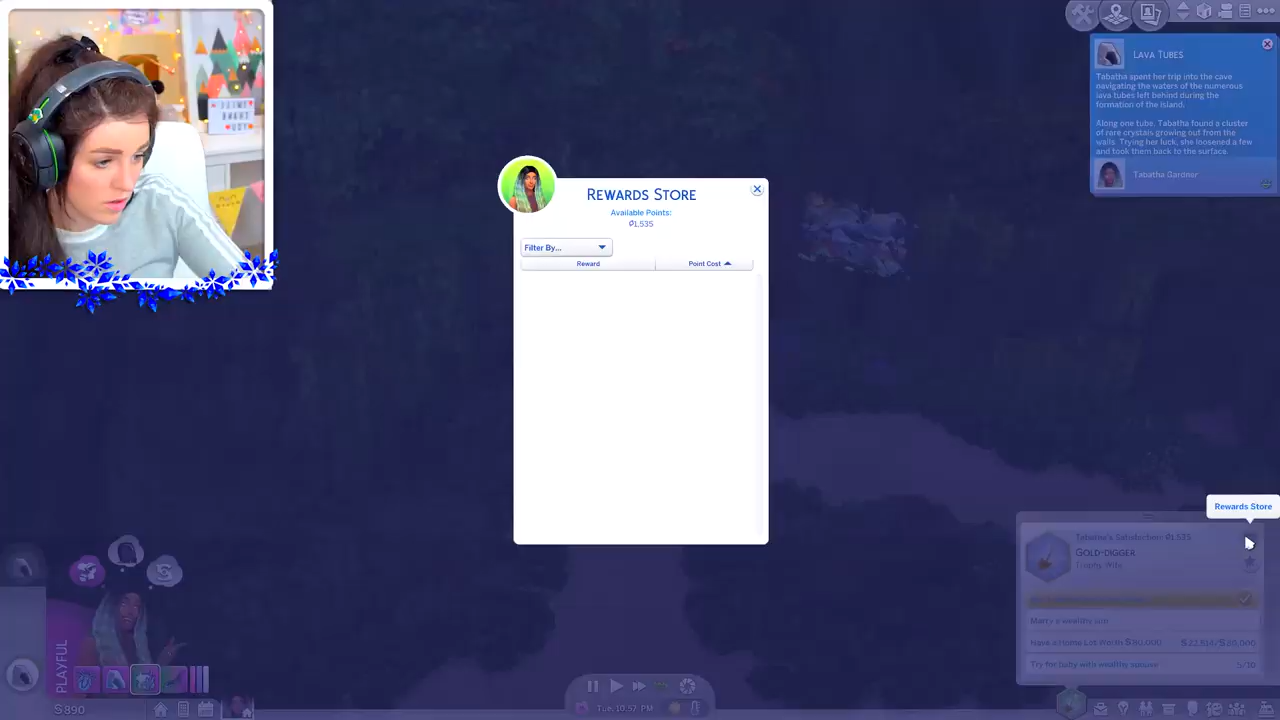 LAVA TUBES
Tabatha spent her trip into the cave
navigating the waters of the numerous
lava tubes left behind during the
formation of the island.
Along one tube, Tabatha found a cluster
of rare crystals growing out from the
walls. Trying her luck, she loosened a few
and took them back to the surface.
Tabatha Gardner
REWARDS STORE
Available Points:
1,535
Filter By...
Reward
Point Cost
Rewards Store
Tabatha's Satisfaction: 1,535
GOLD-DIGGER
Trophy Wife
Marry a wealthy sim
Have a Home Lot Worth §80,000
Try for baby with wealthy spouse
5/10
PLAYFUL
§890
Tue. 10:57 PM